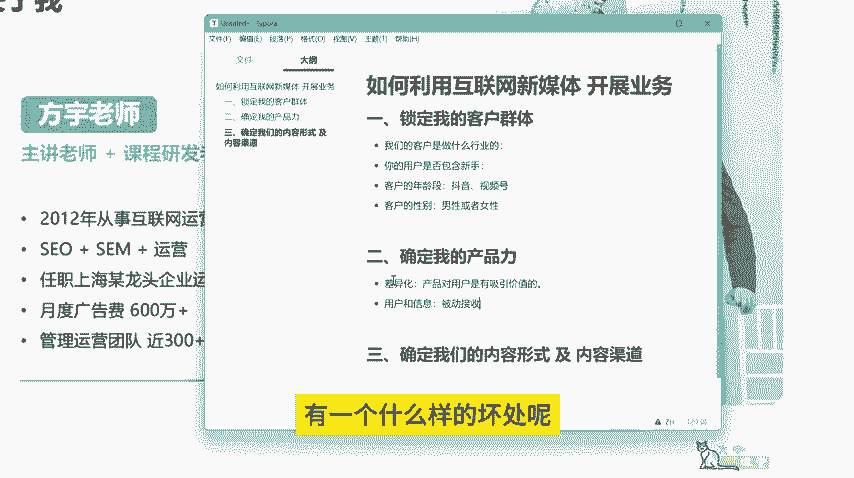 方宇老师
主讲老师 + 课程研发
• 2012年从事互联网运营
• SEO + SEM + 运营
• 任职上海某龙头企业运
• 月度广告费 600万+
• 管理运营团队 近300+
Untitled - Typora
文件(F) 编辑(E) 段落(P) 格式(O) 视图(V) 主题(T) 帮助(H)
文件 大纲
如何利用互联网新媒体 开展业务
一、锁定我的客户群体
二、确定我的产品力
三、确定我们的内容形式 及
内容渠道
如何利用互联网新媒体 开展业务
一、锁定我的客户群体
• 我们的客户是做什么行业的：
• 你的用户是否包含新手：
• 客户的年龄段：抖音、视频号
• 客户的性别：男性或者女性
二、确定我的产品力
• 差异化：产品对用户是有吸引价值的。
• 用户和信息：被动接收
三、确定我们的内容形式 及 内容渠道
有一个什么样的坏处呢